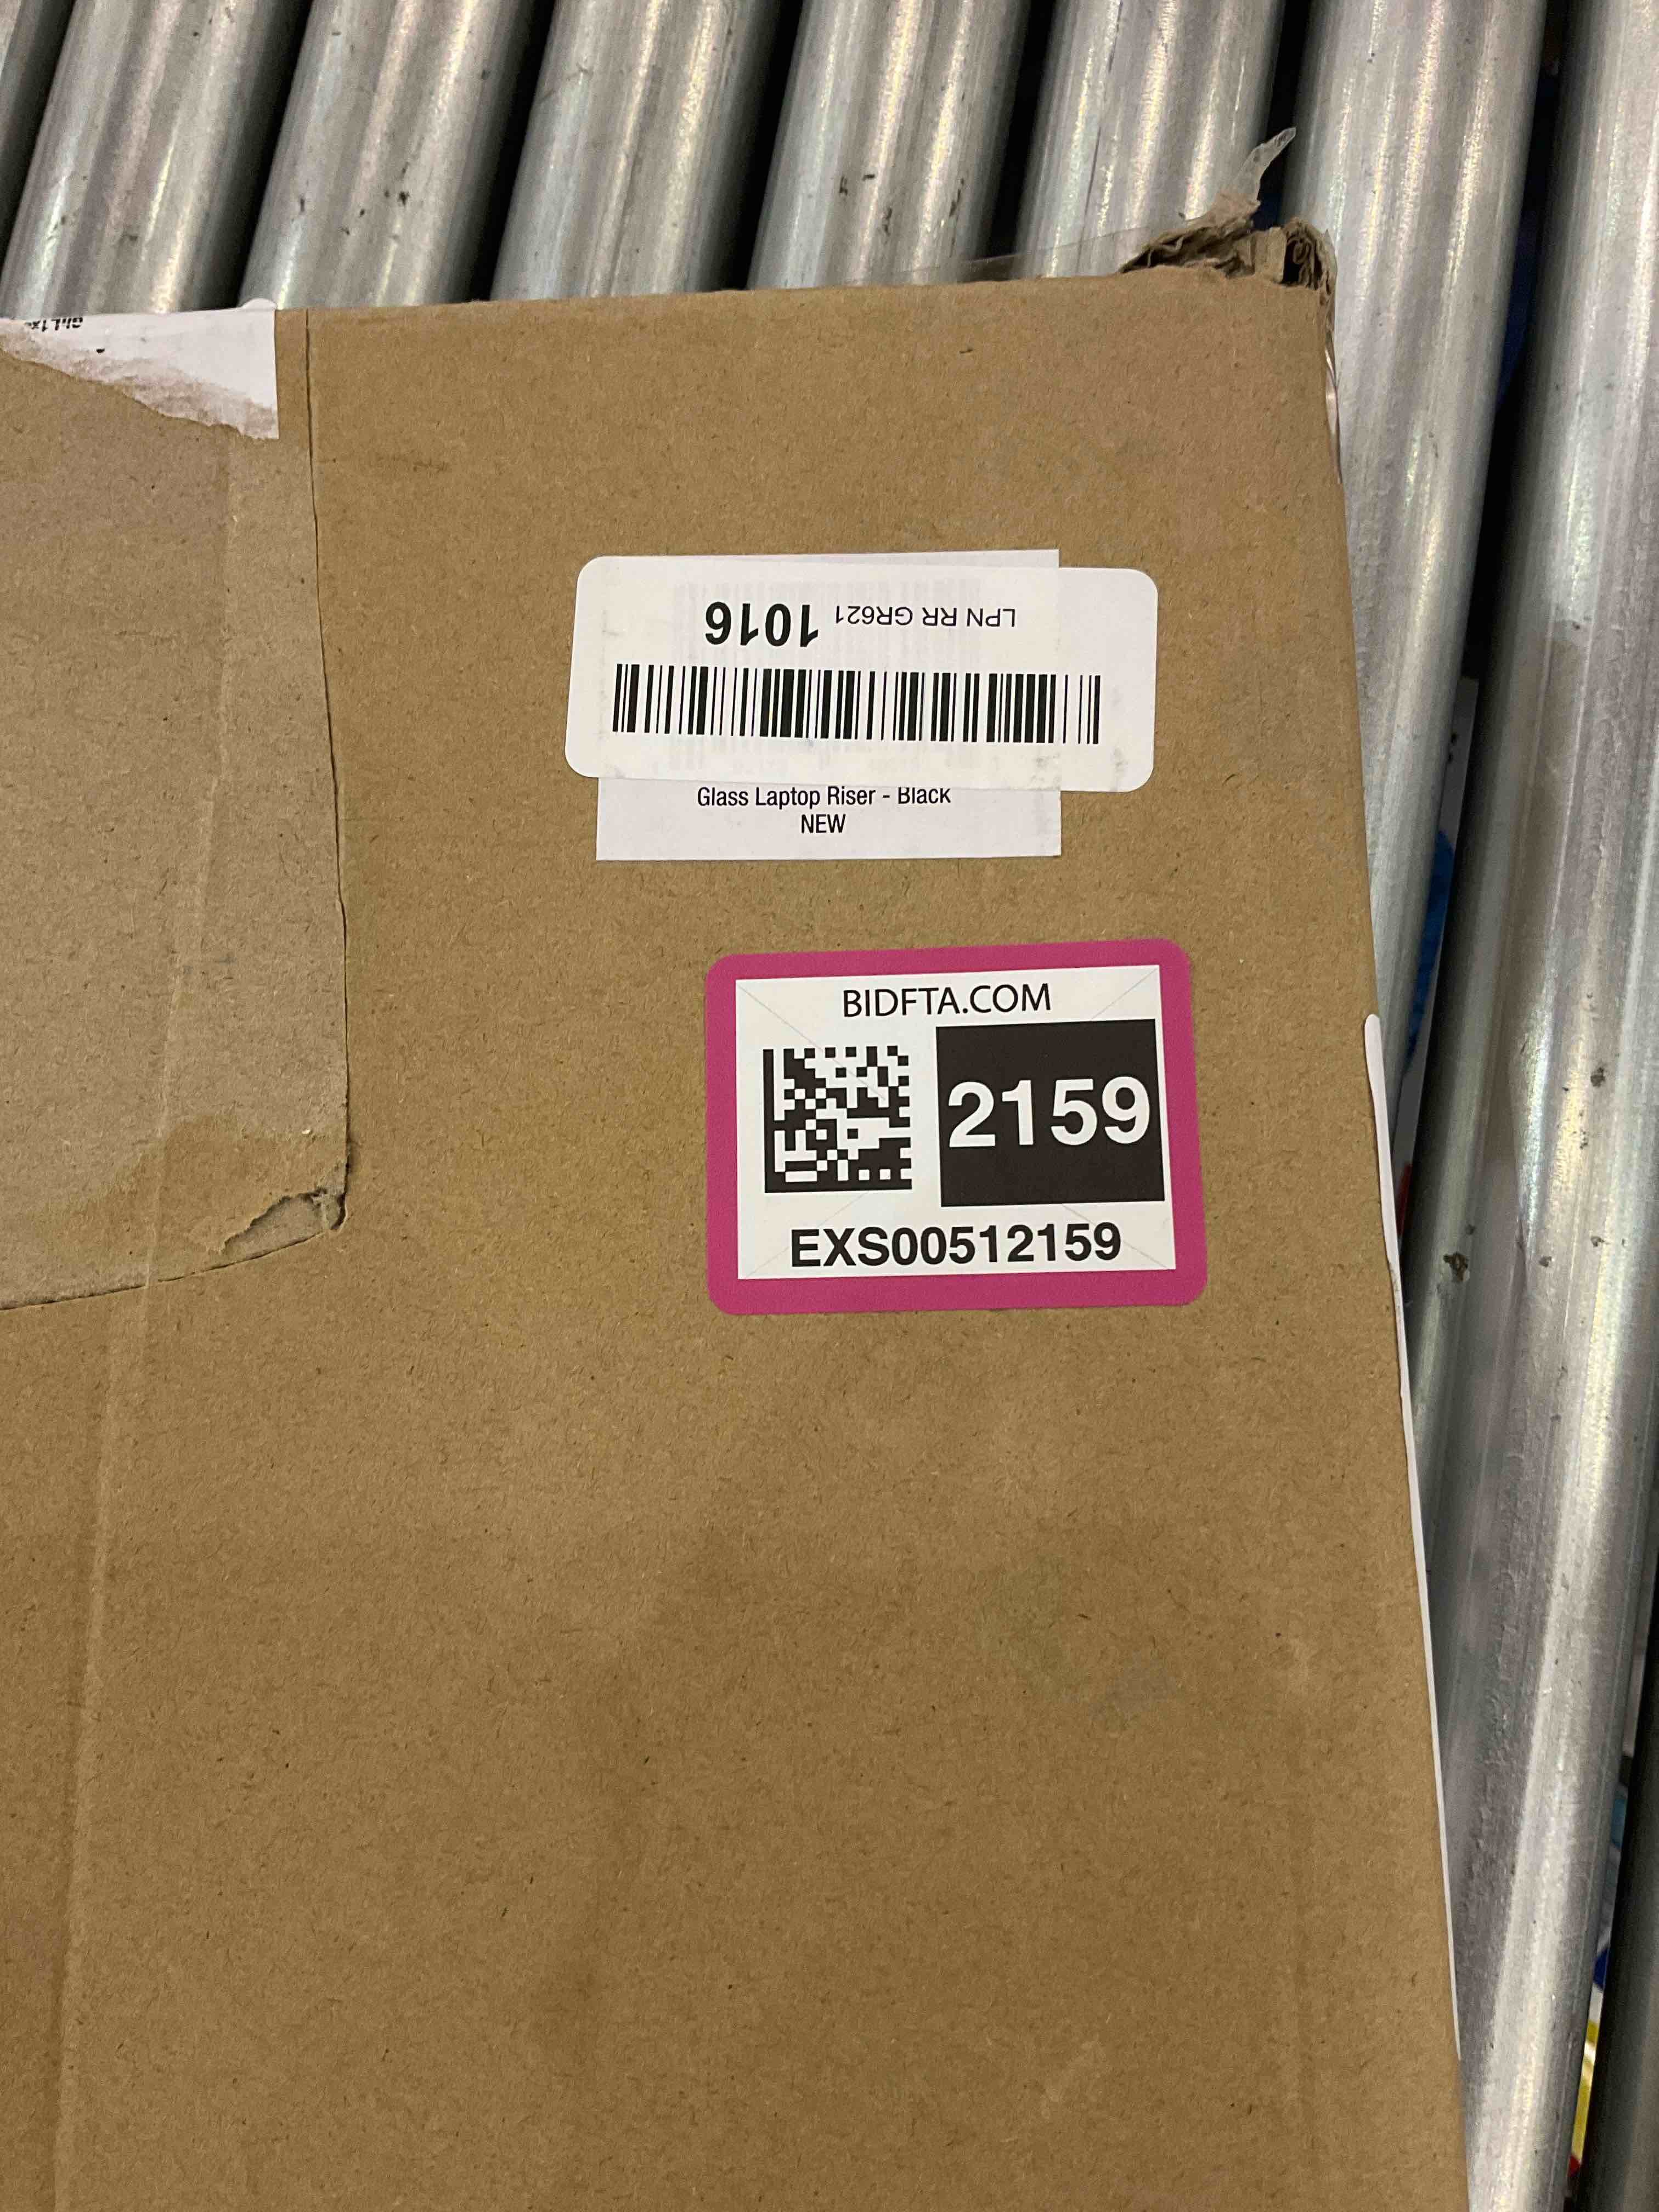 LPN RR GR621 1016
Glass Laptop Riser - Black
NEW
BIDFTA.COM
2159
EXS00512159